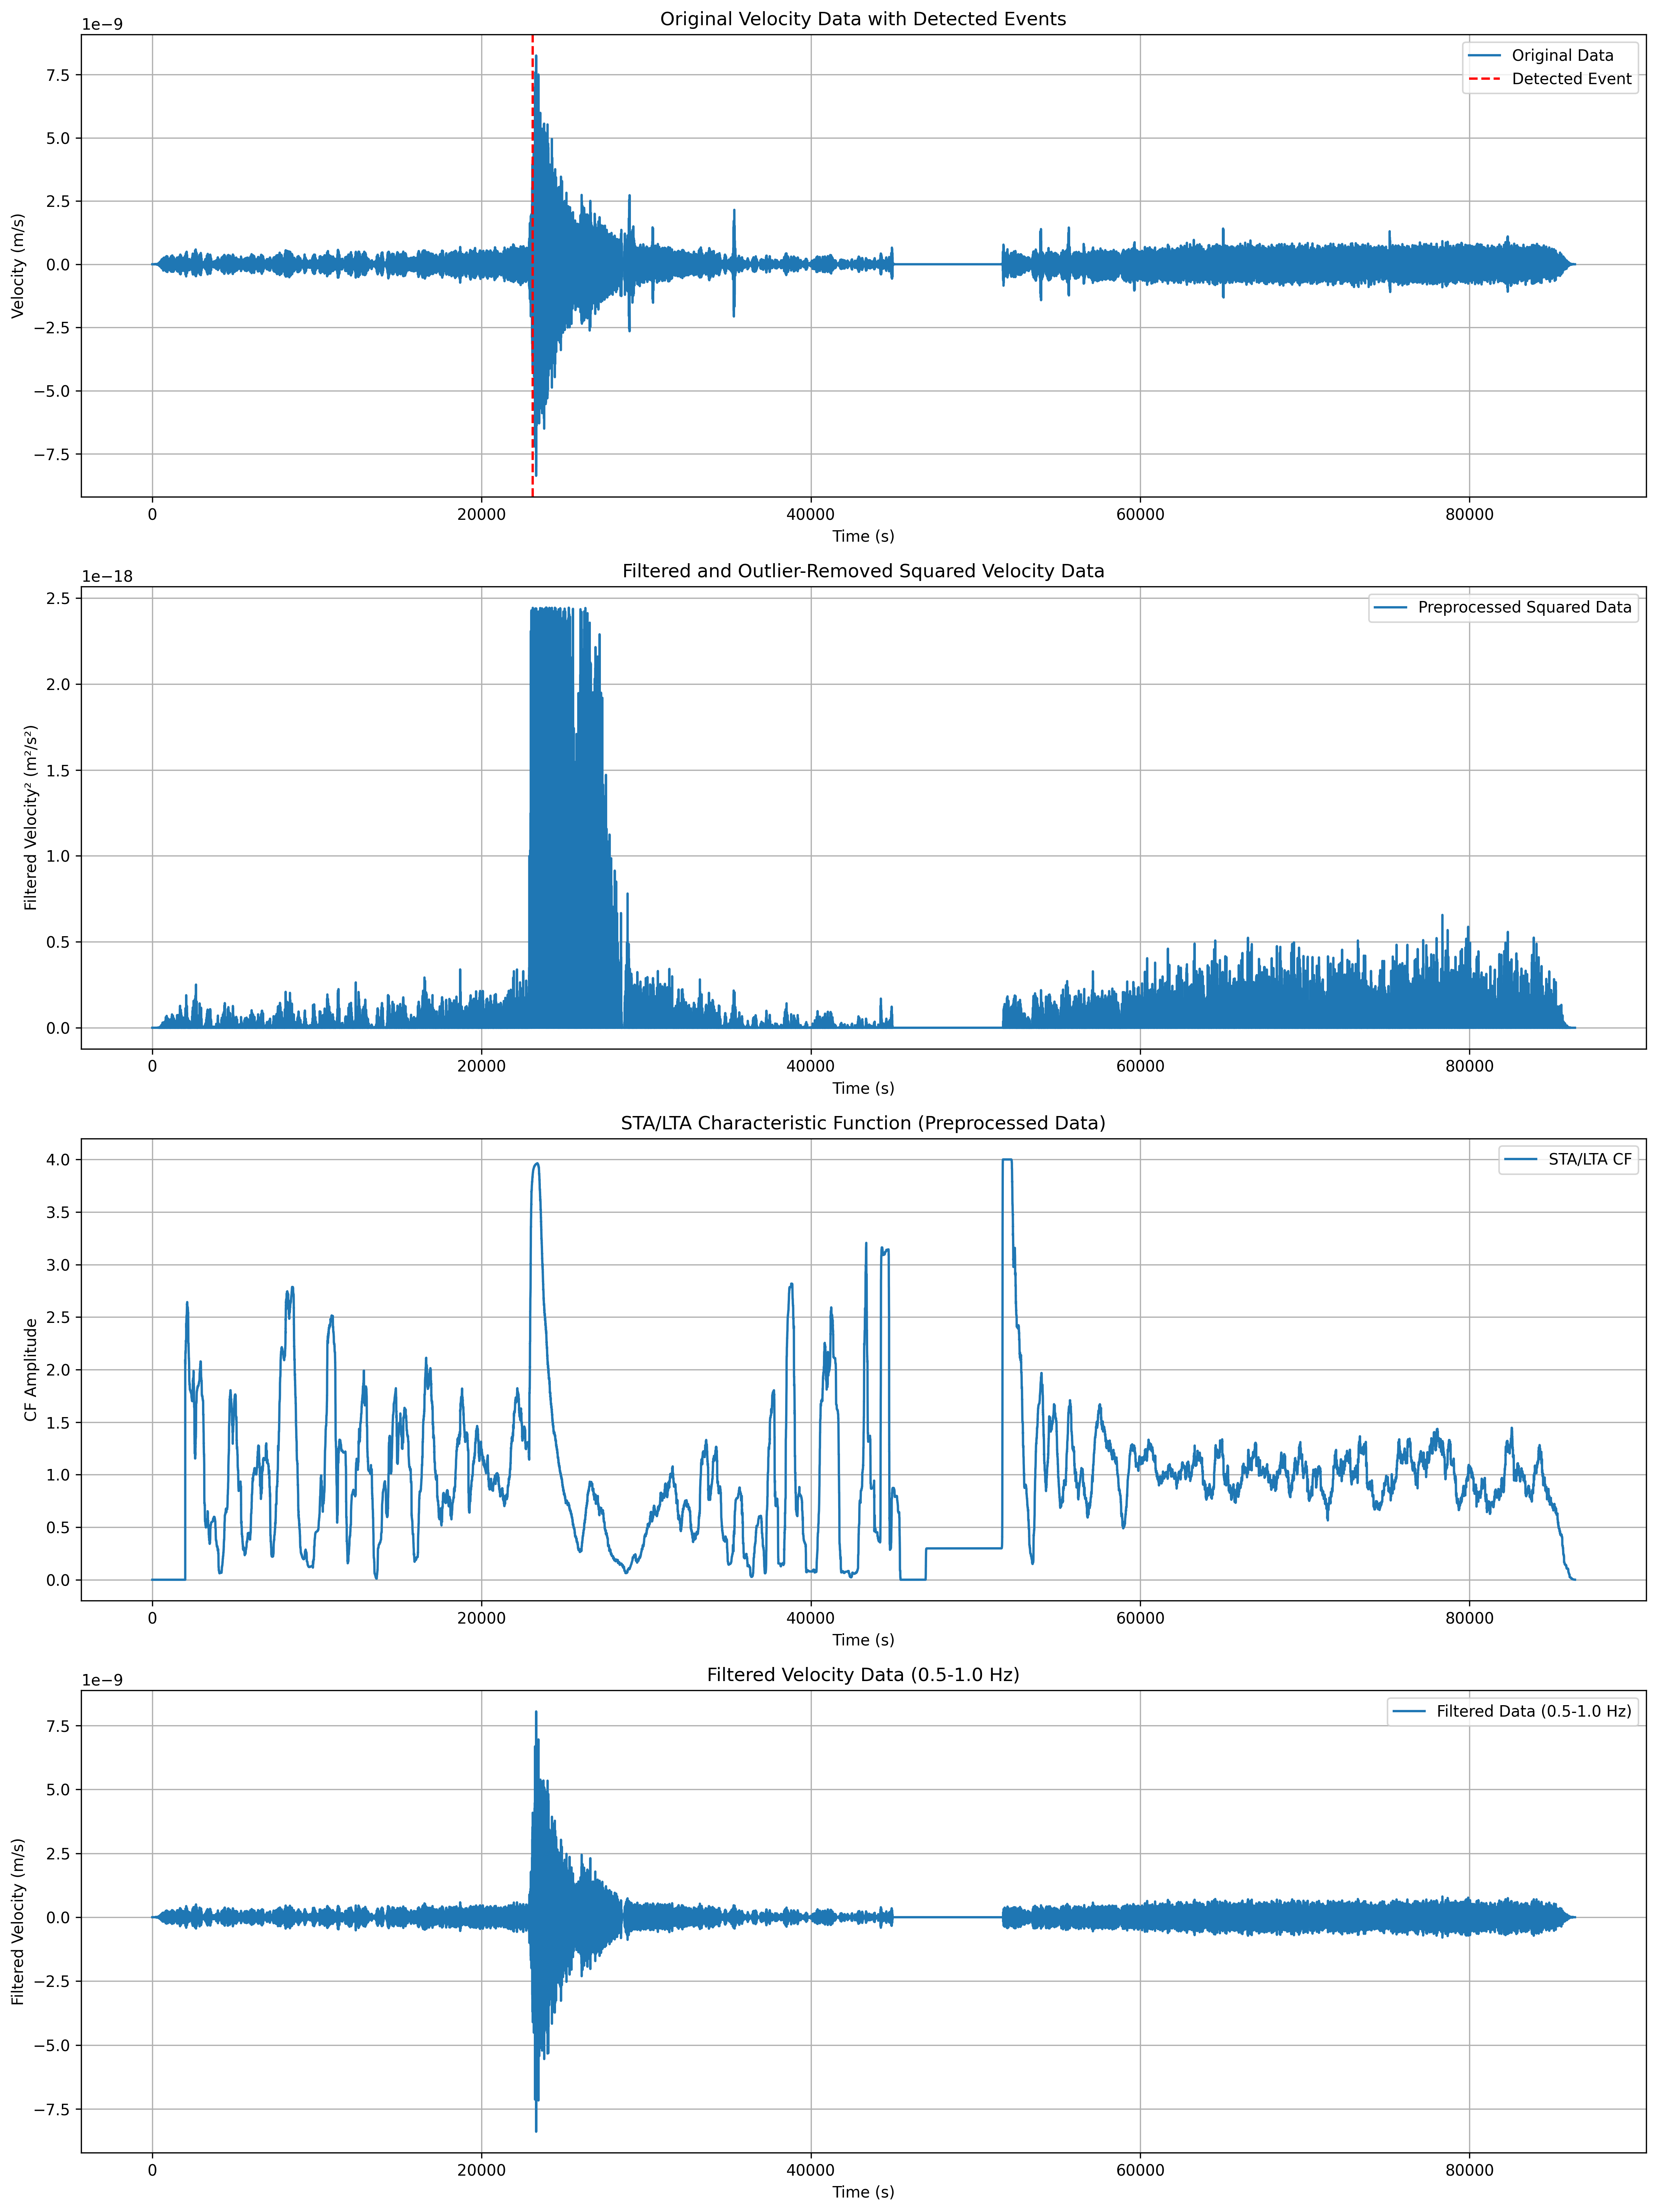 Original Velocity Data with Detected Events
1e−9
Original Data
Detected Event
7.5
5.0
2.5
0.0
−2.5
−5.0
−7.5
Velocity (m/s)
0 20000 40000 60000 80000
Time (s)
Filtered and Outlier-Removed Squared Velocity Data
1e−18
Preprocessed Squared Data
2.5
2.0
1.5
1.0
0.5
0.0
Filtered Velocity² (m²/s²)
0 20000 40000 60000 80000
Time (s)
STA/LTA Characteristic Function (Preprocessed Data)
STA/LTA CF
4.0
3.5
3.0
2.5
2.0
1.5
1.0
0.5
0.0
CF Amplitude
0 20000 40000 60000 80000
Time (s)
Filtered Velocity Data (0.5-1.0 Hz)
1e−9
Filtered Data (0.5-1.0 Hz)
7.5
5.0
2.5
0.0
−2.5
−5.0
−7.5
Filtered Velocity (m/s)
0 20000 40000 60000 80000
Time (s)